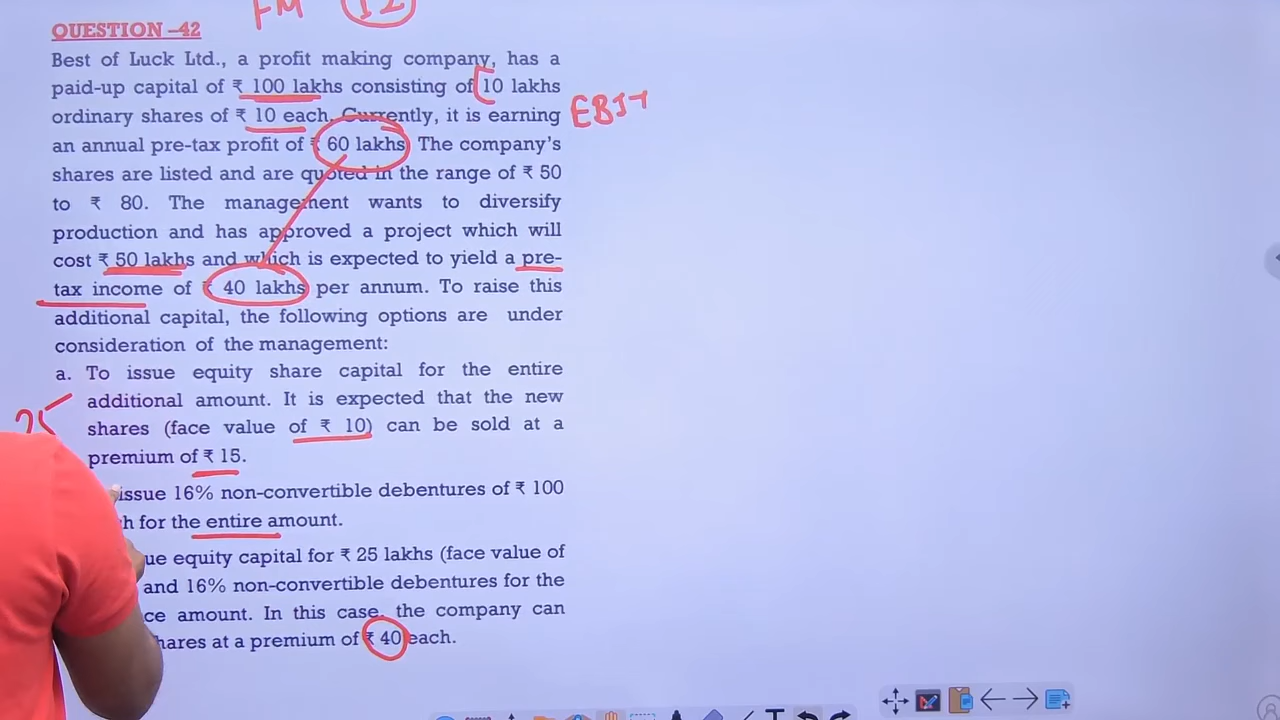 FM 12
QUESTION –42
Best of Luck Ltd., a profit making company, has a
paid-up capital of ₹ 100 lakhs consisting of 10 lakhs
ordinary shares of ₹ 10 each. Currently, it is earning
EBIT
an annual pre-tax profit of ₹ 60 lakhs. The company's
shares are listed and are quoted in the range of ₹ 50
to ₹ 80. The management wants to diversify
production and has approved a project which will
cost ₹ 50 lakhs and which is expected to yield a pre-
tax income of ₹ 40 lakhs per annum. To raise this
additional capital, the following options are under
consideration of the management:
a. To issue equity share capital for the entire
additional amount. It is expected that the new
25
shares (face value of ₹ 10) can be sold at a
premium of ₹ 15.
issue 16% non-convertible debentures of ₹ 100
for the entire amount.
equity capital for ₹ 25 lakhs (face value of
and 16% non-convertible debentures for the
amount. In this case, the company can
at a premium of ₹ 40 each.
T